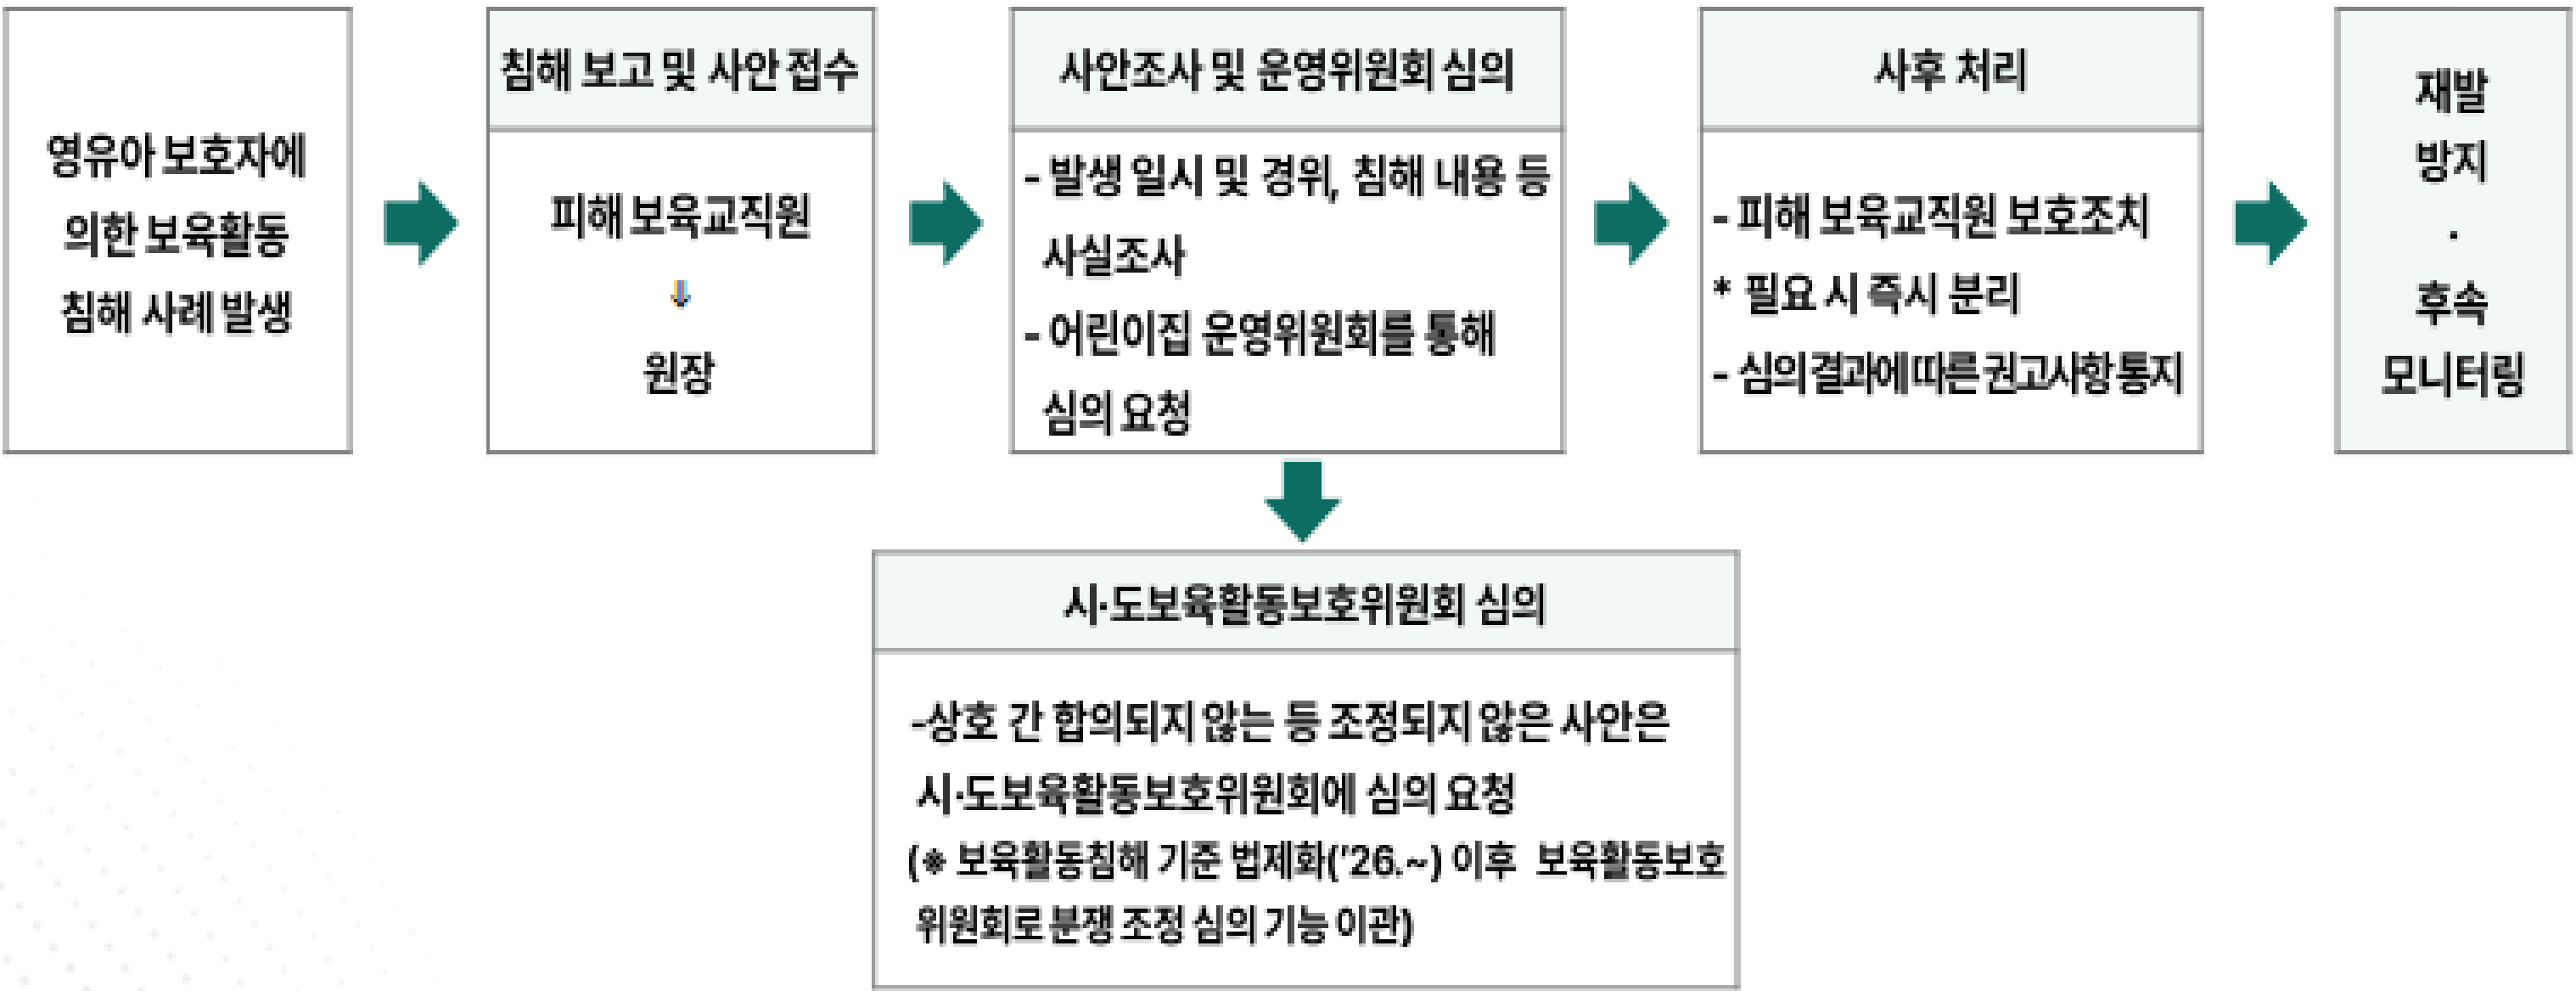 영유아 보호자에
의한 보육활동
침해 사례 발생
침해 보고 및 사안 접수
피해 보육교직원
⇓
원장
사안조사 및 운영위원회 심의
- 발생 일시 및 경위, 침해 내용 등
사실조사
- 어린이집 운영위원회를 통해
심의 요청
사후 처리
- 피해 보육교직원 보호조치
* 필요 시 즉시 분리
- 심의결과에 따른 권고사항 통지
재발
방지
·
후속
모니터링
시·도보육활동보호위원회 심의
-상호 간 합의되지 않는 등 조정되지 않은 사안은
시·도보육활동보호위원회에 심의 요청
(※ 보육활동침해 기준 법제화('26.~) 이후 보육활동보호
위원회로 분쟁 조정 심의 기능 이관)